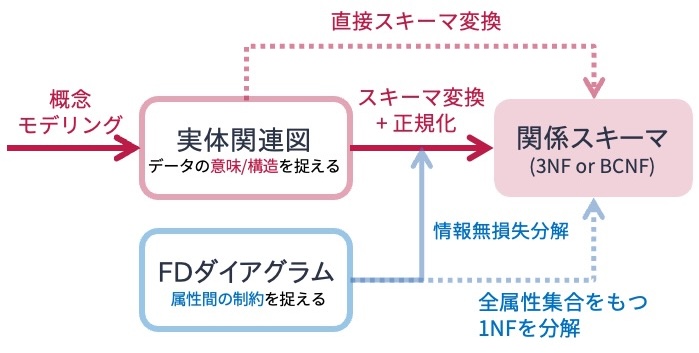 直接スキーマ変換
概念
モデリング
スキーマ変換
+ 正規化
実体関連図
データの意味/構造を捉える
関係スキーマ
(3NF or BCNF)
情報無損失分解
FDダイアグラム
属性間の制約を捉える
全属性集合をもつ
1NFを分解